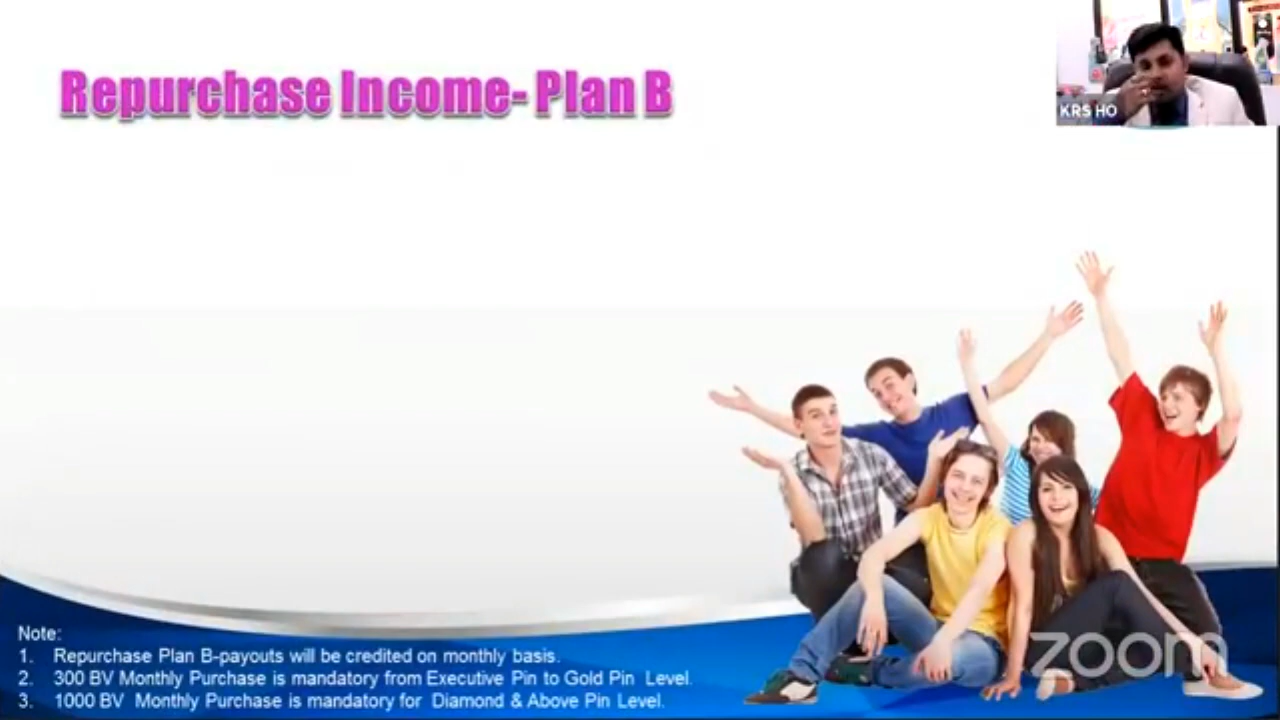 Repurchase Income- Plan B
KRS HO
Note:
1. Repurchase Plan B-payouts will be credited on monthly basis.
2. 300 BV Monthly Purchase is mandatory from Executive Pin to Gold Pin Level.
3. 1000 BV Monthly Purchase is mandatory for Diamond & Above Pin Level.
zoom